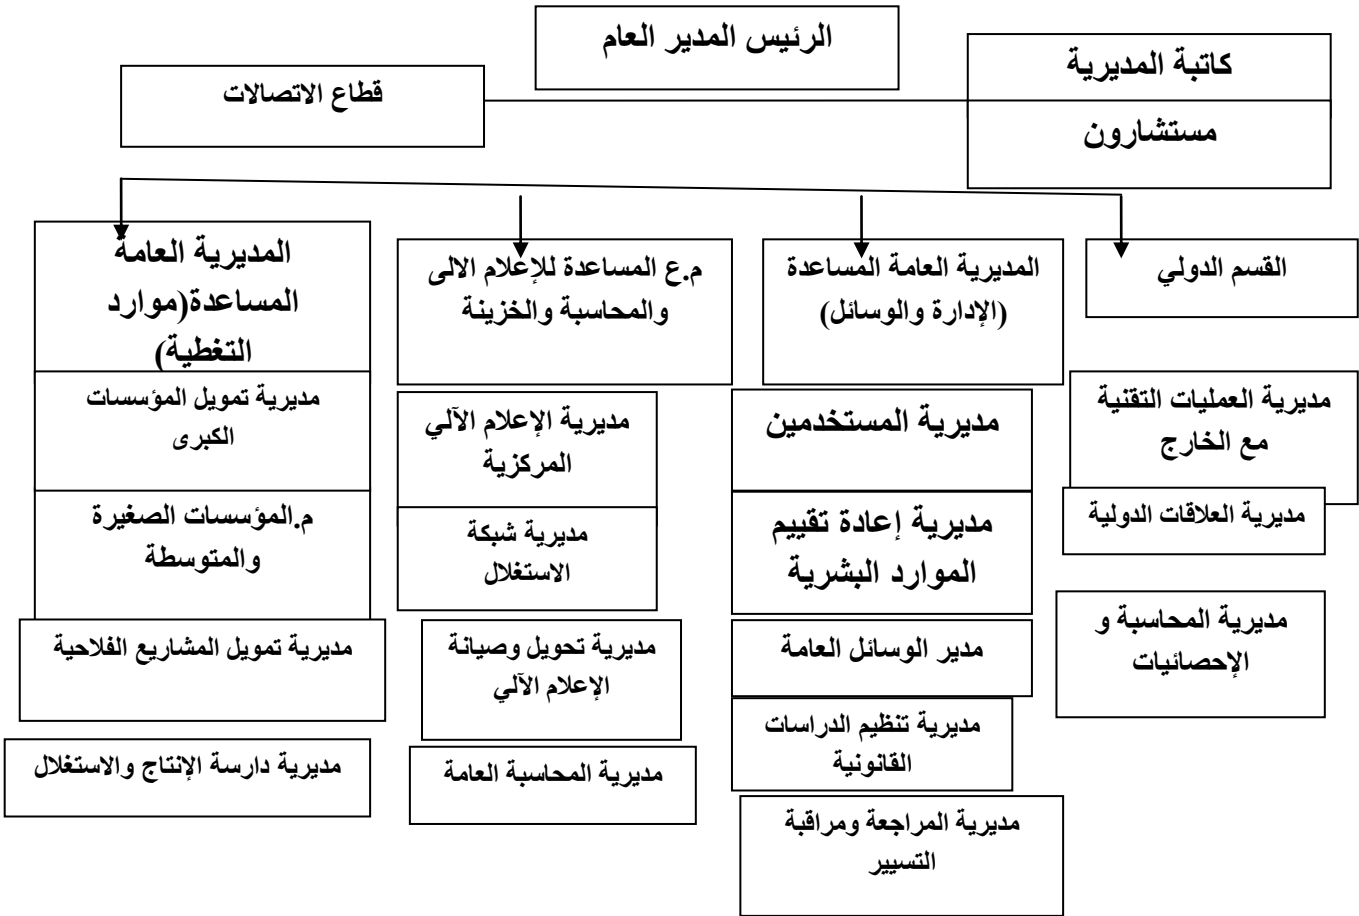 الرئيس المدير العام
كاتبة المديرية
مستشارون
قطاع الاتصالات
القسم الدولي
مديرية العمليات التقنية
مع الخارج
مديرية العلاقات الدولية
مديرية المحاسبة و
الإحصائيات
المديرية العامة المساعدة
(الإدارة والوسائل)
مديرية المستخدمين
مديرية إعادة تقييم
الموارد البشرية
مدير الوسائل العامة
مديرية تنظيم الدراسات
القانونية
مديرية المراجعة ومراقبة
التسيير
م.ع المساعدة للإعلام الالى
والمحاسبة والخزينة
مديرية الإعلام الآلي
المركزية
مديرية شبكة
الاستغلال
مديرية تحويل وصيانة
الإعلام الآلي
مديرية المحاسبة العامة
المديرية العامة
المساعدة(موارد
التغطية)
مديرية تمويل المؤسسات
الكبرى
م.المؤسسات الصغيرة
والمتوسطة
مديرية تمويل المشاريع الفلاحية
مديرية دارسة الإنتاج والاستغلال